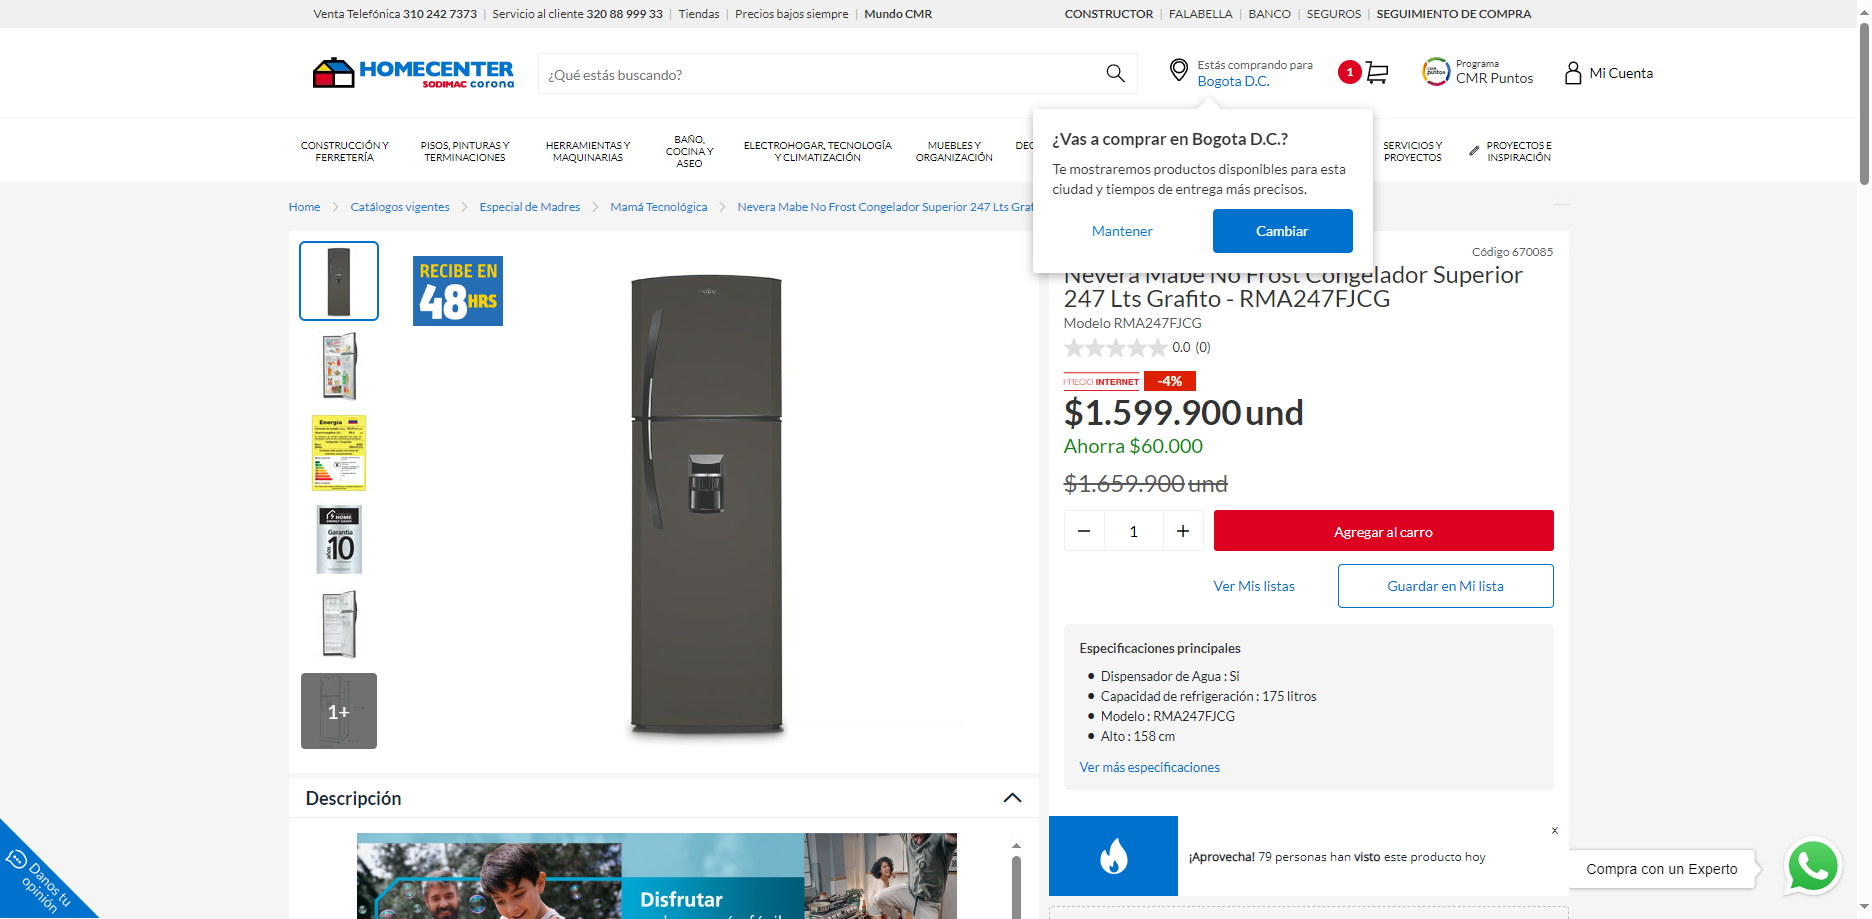 Venta Telefónica 310 242 7373 | Servicio al cliente 320 88 999 33 | Tiendas | Precios bajos siempre | Mundo CMR
CONSTRUCTOR | FALABELLA | BANCO | SEGUROS | SEGUIMIENTO DE COMPRA
HOMECENTER
SODIMAC corona
¿Qué estás buscando?
Estás comprando para
Bogota D.C.
1
Programa
CMR Puntos
Mi Cuenta
CONSTRUCCIÓN Y FERRETERÍA
PISOS, PINTURAS Y TERMINACIONES
HERRAMIENTAS Y MAQUINARIAS
BAÑO, COCINA Y ASEO
ELECTROHOGAR, TECNOLOGÍA Y CLIMATIZACIÓN
MUEBLES Y ORGANIZACIÓN
SERVICIOS Y PROYECTOS
PROYECTOS E INSPIRACIÓN
¿Vas a comprar en Bogota D.C.?
Te mostraremos productos disponibles para esta
ciudad y tiempos de entrega más precisos.
Mantener
Cambiar
Home > Catálogos vigentes > Especial de Madres > Mamá Tecnológica > Nevera Mabe No Frost Congelador Superior 247 Lts Graf
RECIBE EN
48HRS
mabe
Energía
HOME
Garantía
10 años
1+
Código 670085
Nevera Mabe No Frost Congelador Superior
247 Lts Grafito - RMA247FJCG
Modelo RMA247FJCG
0.0 (0)
PRECIO INTERNET -4%
$1.599.900 und
Ahorra $60.000
$1.659.900 und
− 1 +
Agregar al carro
Ver Mis listas
Guardar en Mi lista
Especificaciones principales
• Dispensador de Agua : Si
• Capacidad de refrigeración : 175 litros
• Modelo : RMA247FJCG
• Alto : 158 cm
Ver más especificaciones
Descripción
Disfrutar
x
¡Aprovecha! 79 personas han visto este producto hoy
Compra con un Experto
Danos tu
opinión